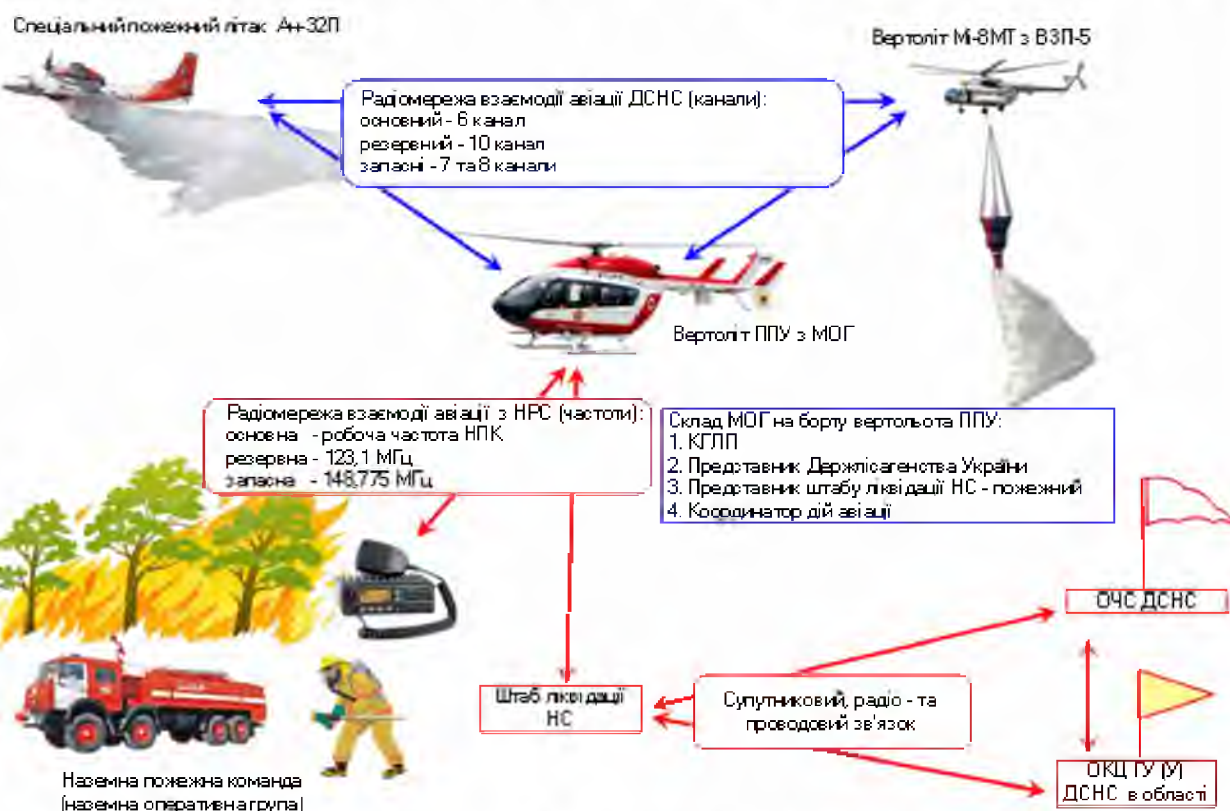 Спеціальний пожежний літак Ан-32П
Вертоліт Мі-8МТ з ВЗП-5
Радіомережа взаємодії авіації ДСНС (канали):
основний - 6 канал
резервний - 10 канал
запасні - 7 та 8 канали
Вертоліт ППУ з МОГ
Радіомережа взаємодії авіації з НРС (частоти):
основна - робоча частота НПК
резервна - 123,1 МГц
запасна - 148,775 МГц
Склад МОГ на борту вертольота ППУ:
1. КГЛП
2. Представник Держлісагенства України
3. Представник штабу ліквідації НС - пожежний
4. Координатор дій авіації
ОЧС ДСНС
Штаб ліквідації
НС
Супутниковий, радіо - та
проводовий зв'язок
ОКЦ ГУ (У)
ДСНС в області
Наземна пожежна команда
(наземна оперативна група)